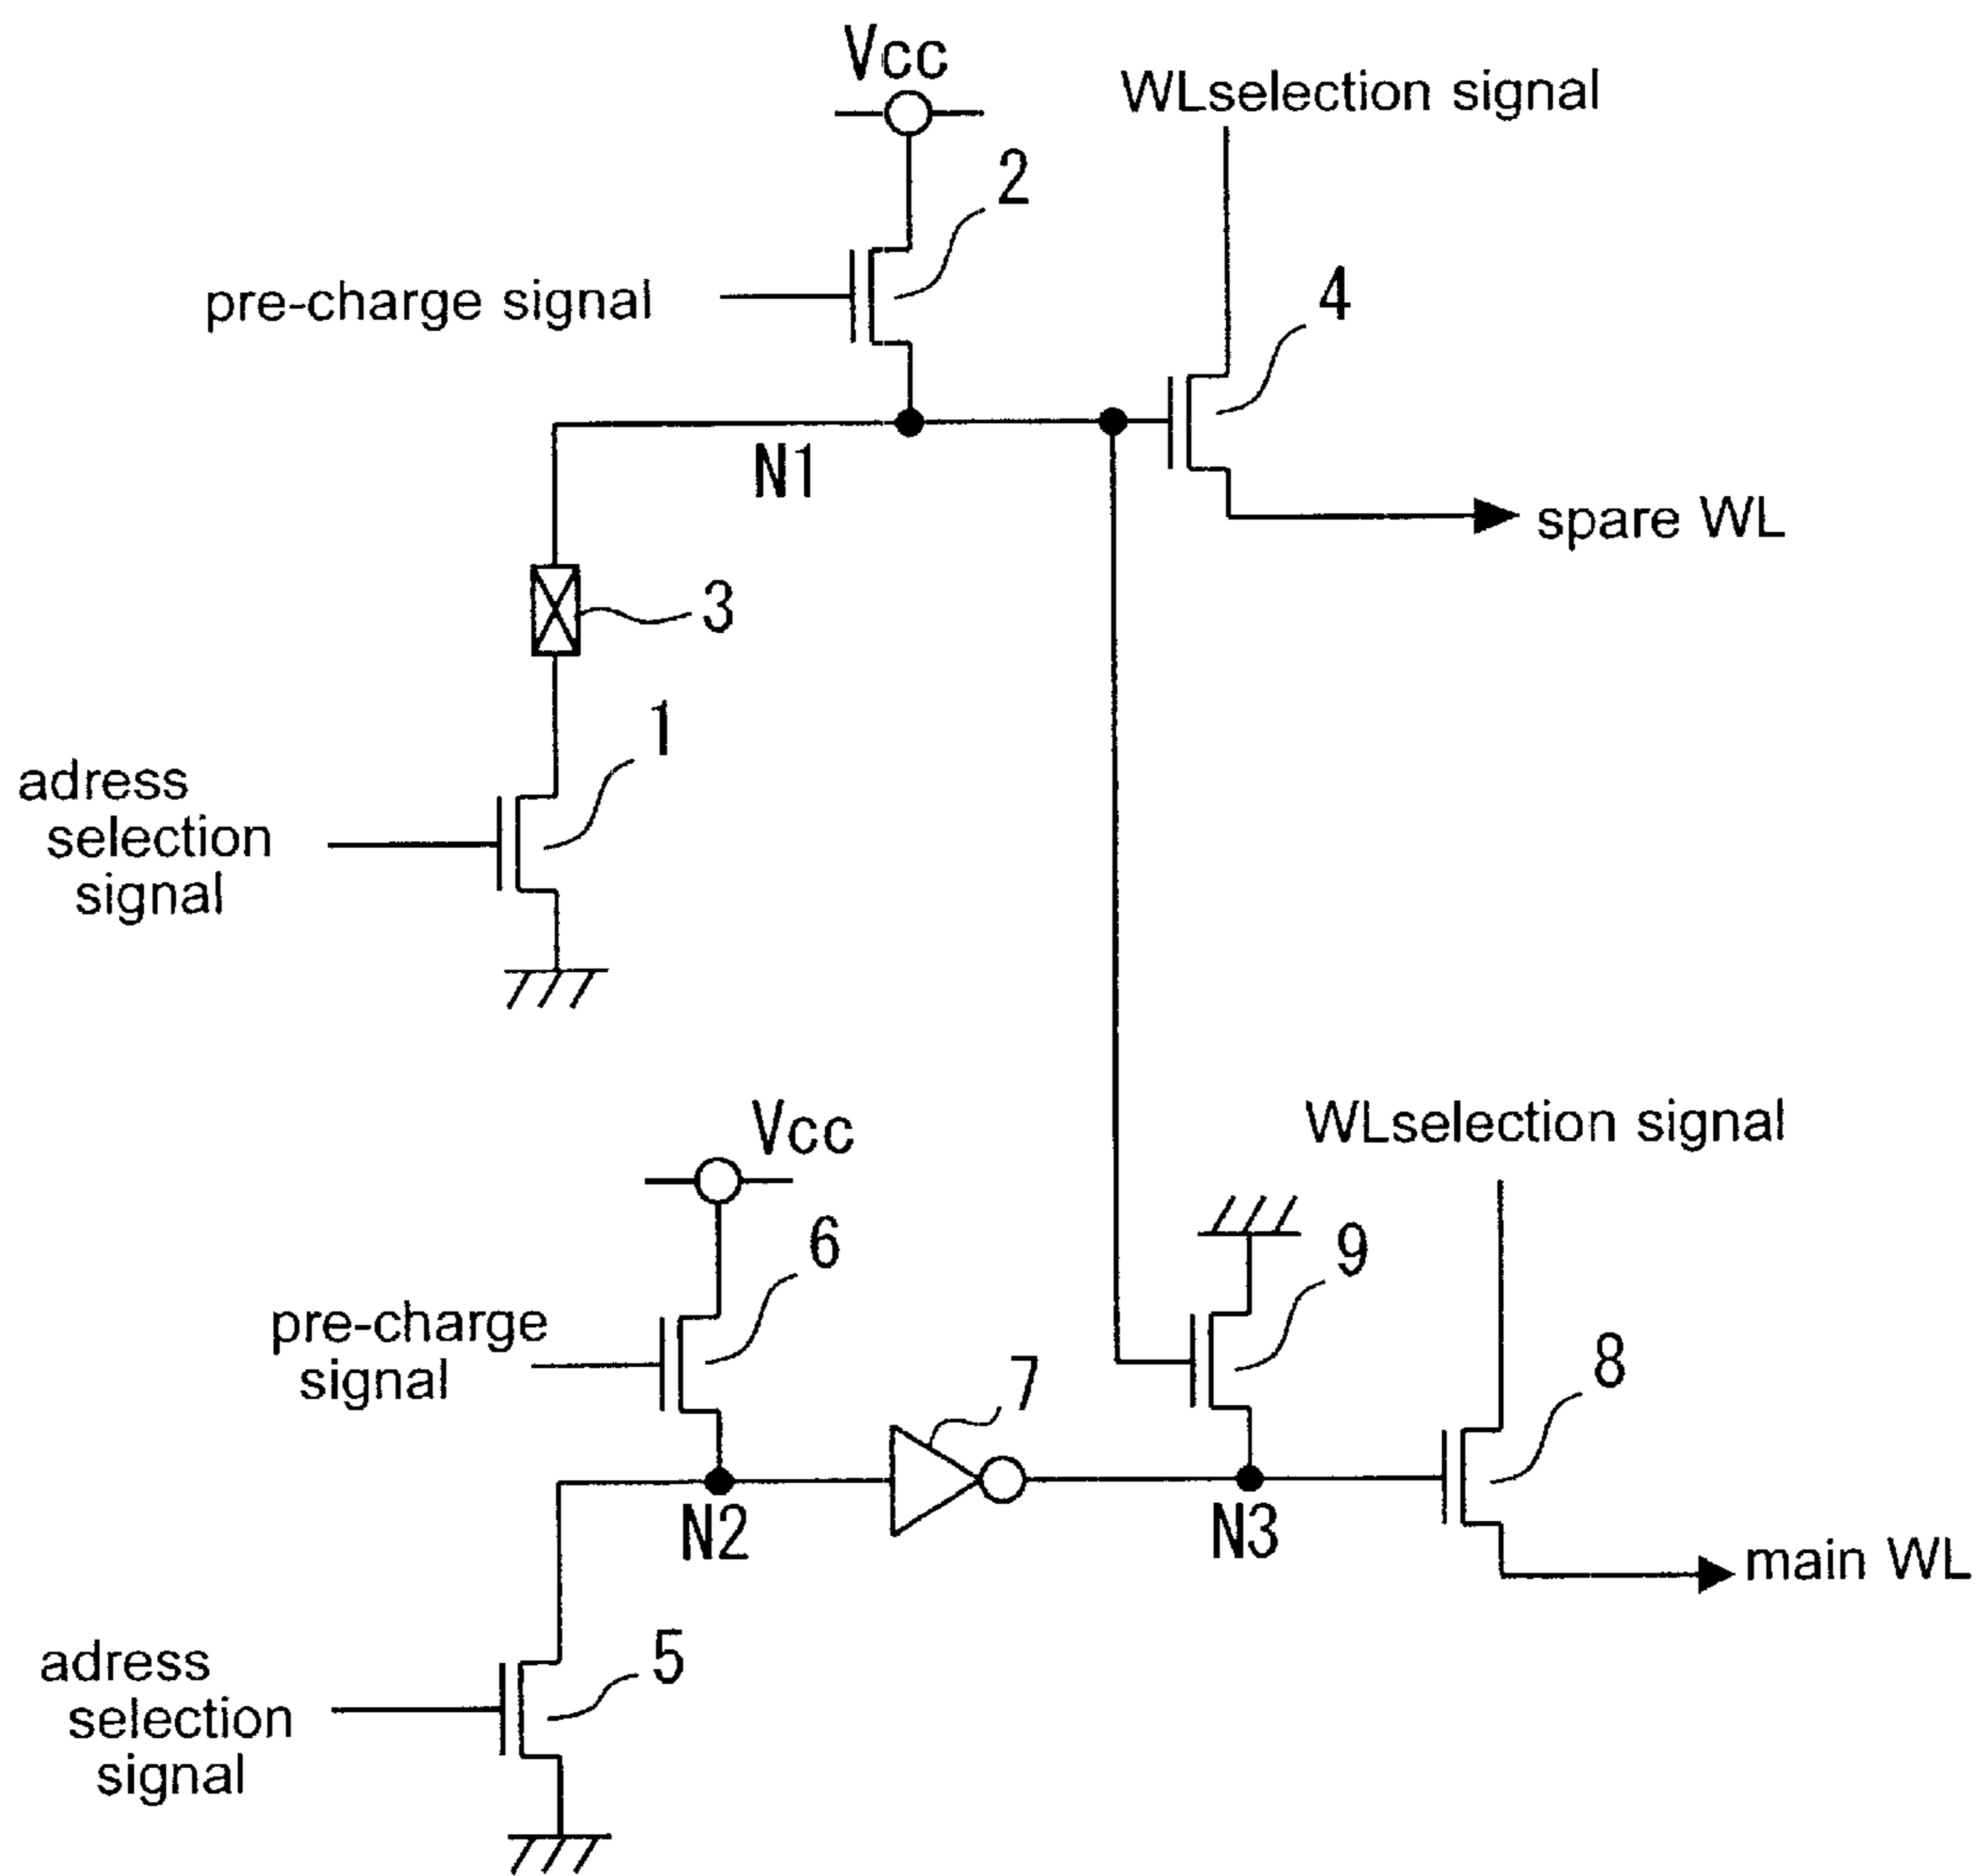 Vcc
WLselection signal
2
pre-charge signal
4
N1
spare WL
3
1
adress
selection
signal
Vcc
WLselection signal
6
9
pre-charge
signal
7
8
N2
N3
main WL
5
adress
selection
signal